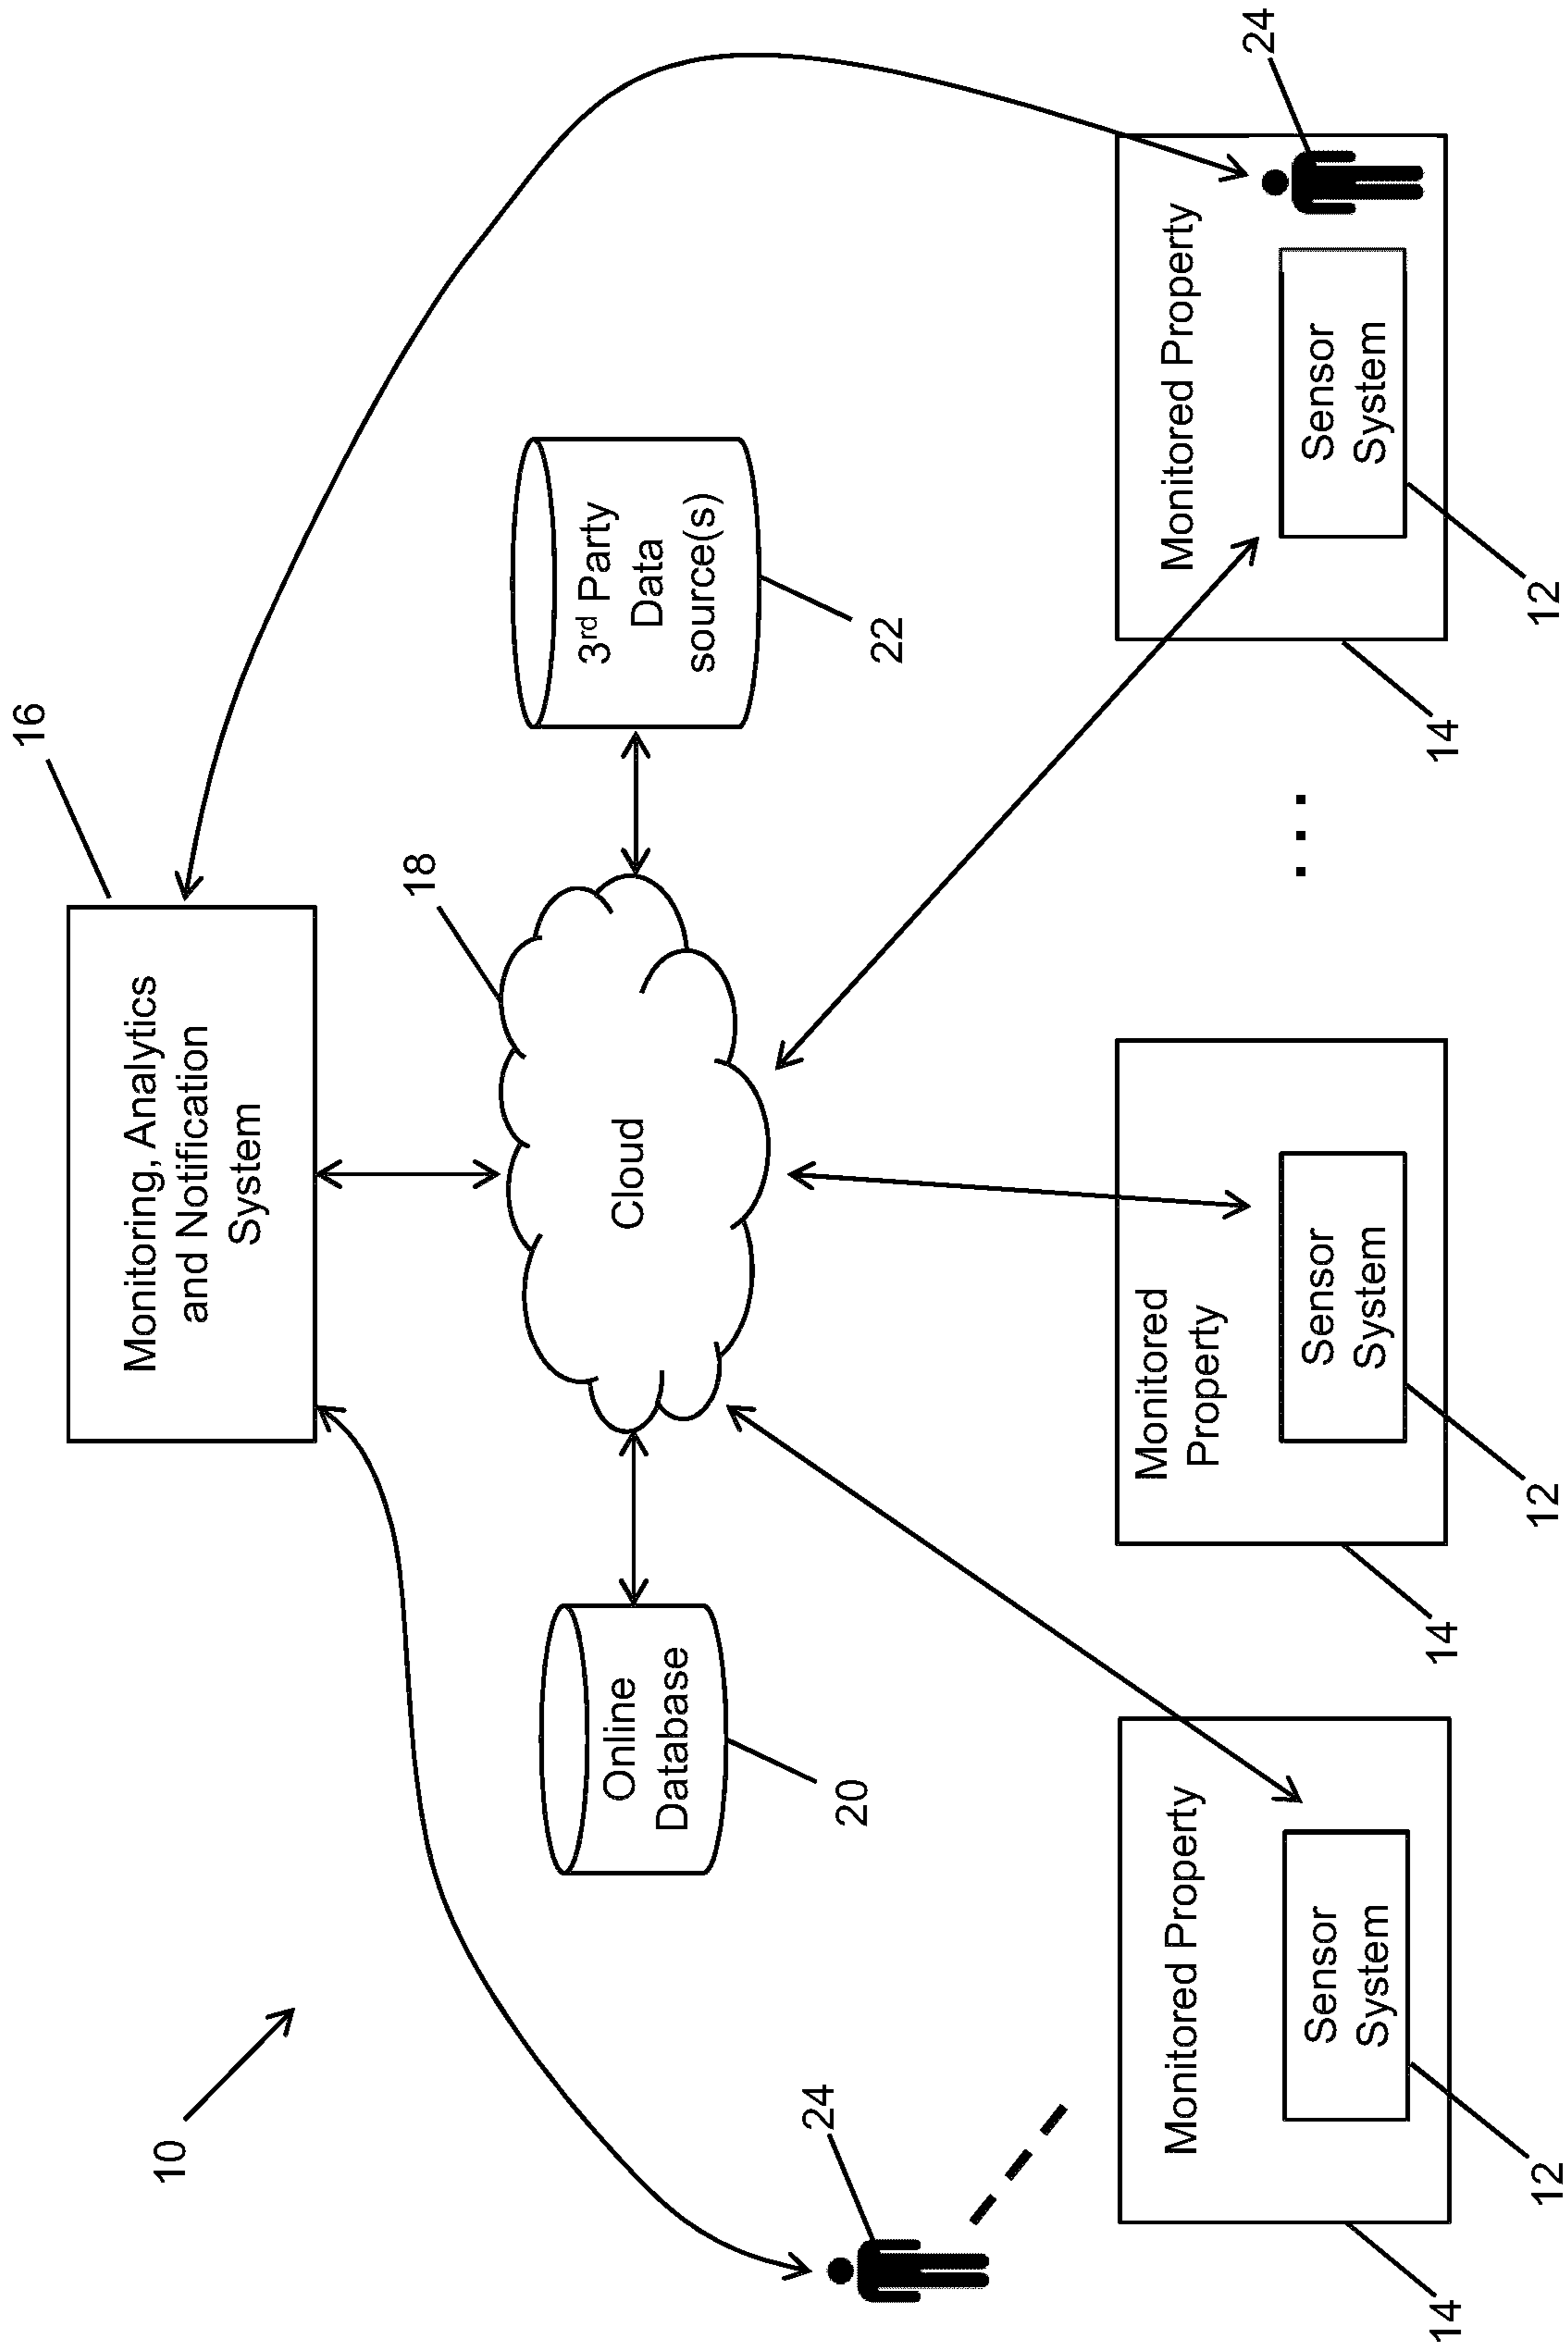 10
16
Monitoring, Analytics
and Notification
System
18
Cloud
Online
Database
20
3rd Party
Data
source(s)
22
24
Monitored Property
Sensor
System
12
14
Monitored
Property
Sensor
System
12
14
. . .
Monitored Property
24
Sensor
System
12
14